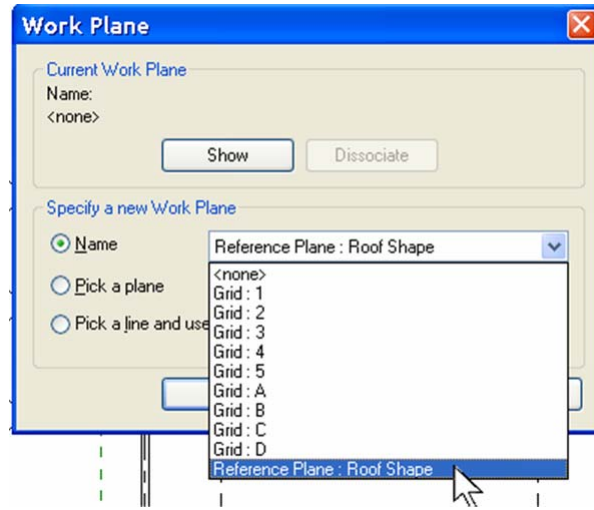 Work Plane
Current Work Plane
Name:
<none>
Show
Dissociate
Specify a new Work Plane
Name
Reference Plane : Roof Shape
Pick a plane
Pick a line and use
<none>
Grid : 1
Grid : 2
Grid : 3
Grid : 4
Grid : 5
Grid : A
Grid : B
Grid : C
Grid : D
Reference Plane : Roof Shape